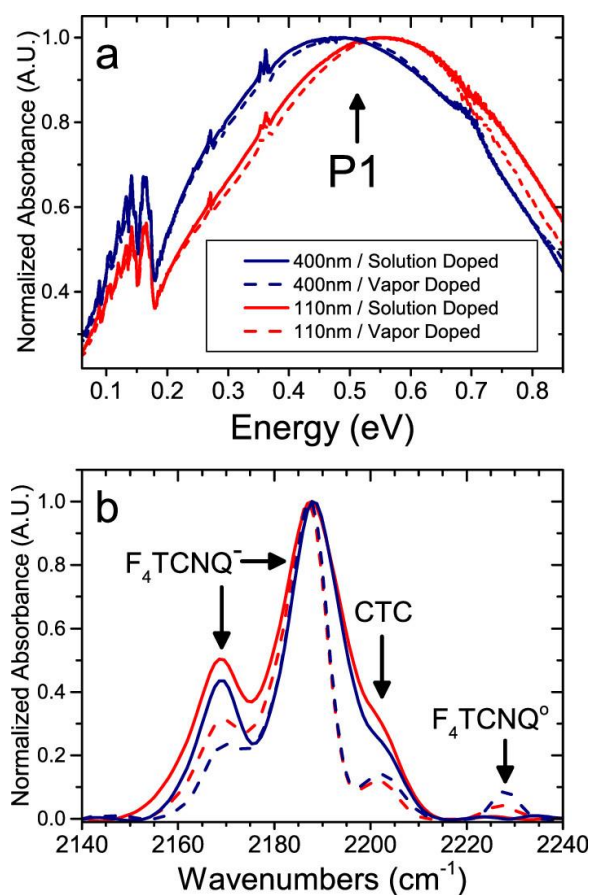 a
P1
400nm / Solution Doped
400nm / Vapor Doped
110nm / Solution Doped
110nm / Vapor Doped
Normalized Absorbance (A.U.)
1.0
0.8
0.6
0.4
0.1 0.2 0.3 0.4 0.5 0.6 0.7 0.8
Energy (eV)
b
F₄TCNQ⁻
CTC
F₄TCNQ⁰
Normalized Absorbance (A.U.)
1.0
0.8
0.6
0.4
0.2
0.0
2140 2160 2180 2200 2220 2240
Wavenumbers (cm⁻¹)